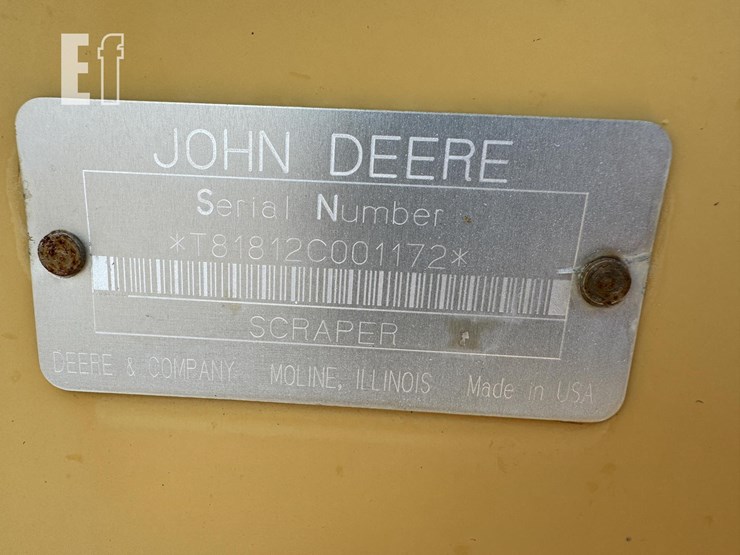 Ef
JOHN DEERE
Serial Number
*T81812C001172*
SCRAPER
DEERE & COMPANY MOLINE, ILLINOIS Made in USA